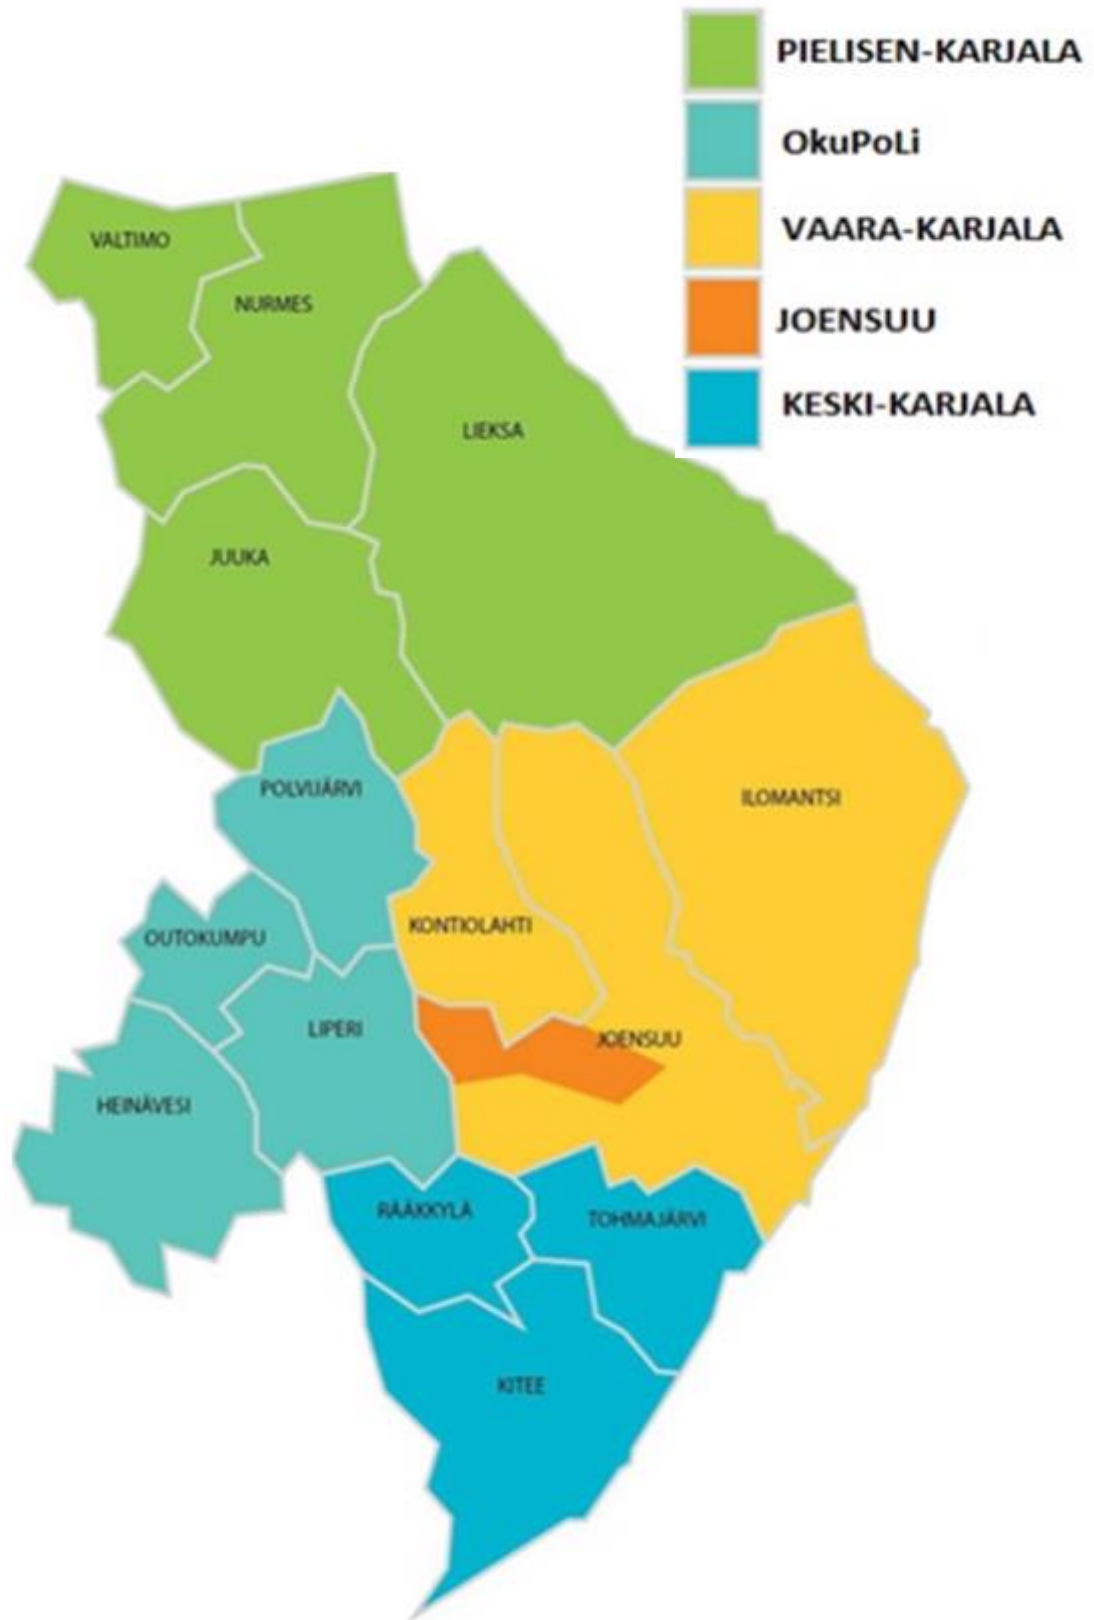 PIELISEN-KARJALA
OkuPoLi
VAARA-KARJALA
JOENSUU
KESKI-KARJALA
VALTIMO
NURMES
LIEKSA
JUUKA
POLVIJÄRVI
ILOMANTSI
KONTIOLAHTI
OUTOKUMPU
LIPERI
JOENSUU
HEINÄVESI
RÄÄKKYLÄ
TOHMAJÄRVI
KITEE